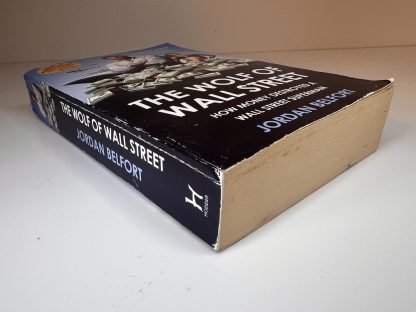 THE WOLF OF
WALL STREET
HOW MONEY DESTROYED A
WALL STREET SUPERMAN
JORDAN BELFORT
THE WOLF OF WALL STREET
JORDAN BELFORT
HODDER